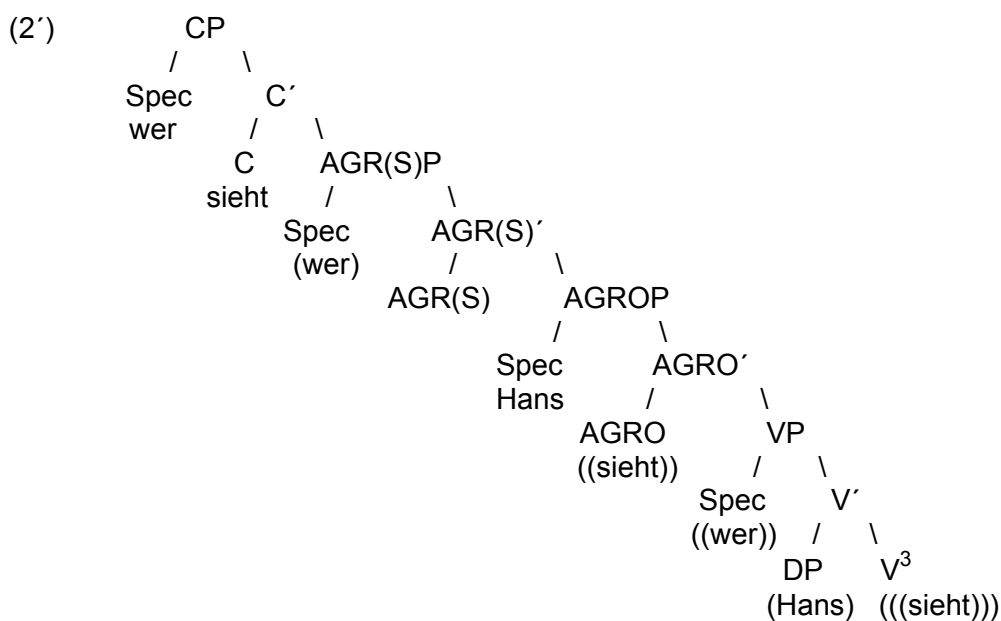 (2´) CP
/ \
Spec C´
wer / \
C AGR(S)P
sieht / \
Spec AGR(S)´
(wer) / \
AGR(S) AGROP
/ \
Spec AGRO´
Hans / \
AGRO VP
((sieht)) / \
Spec V´
((wer)) / \
DP V³
(Hans) (((sieht)))